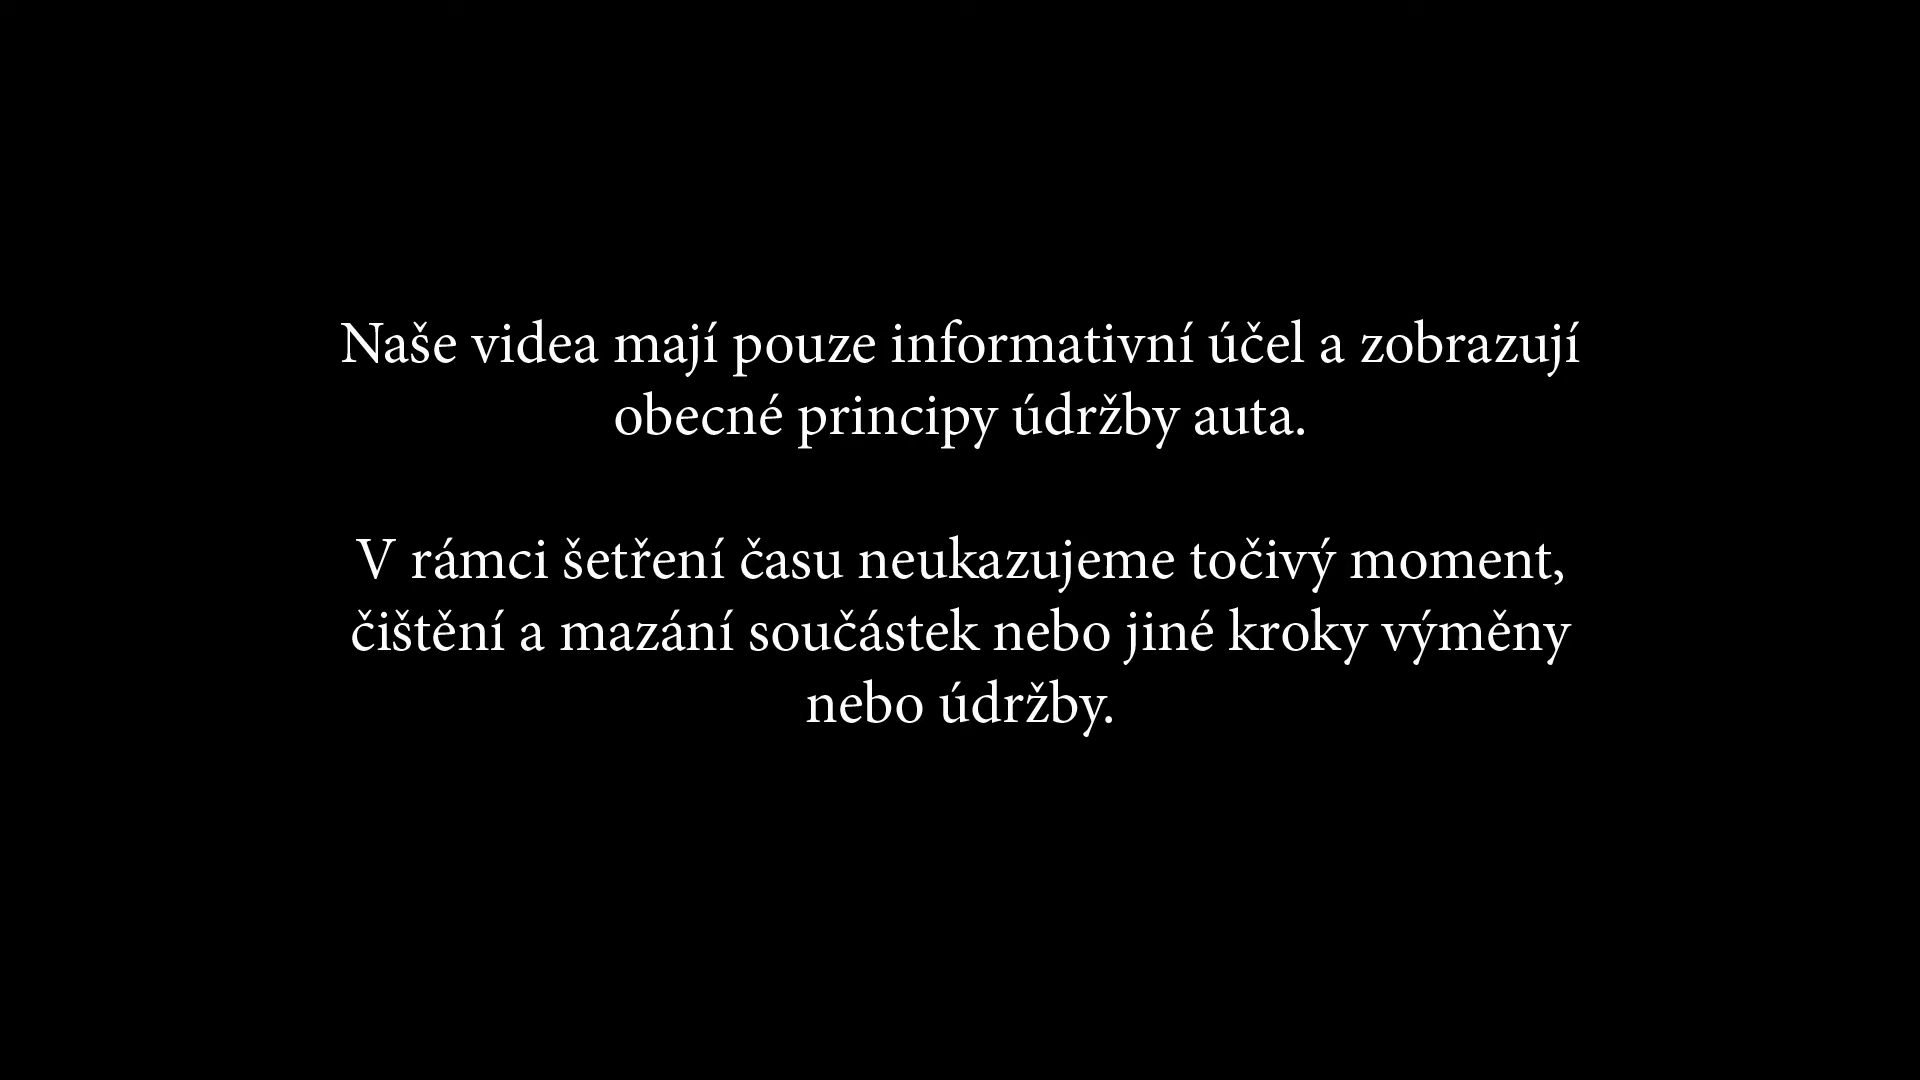 Naše videa mají pouze informativní účel a zobrazují
obecné principy údržby auta.
V rámci šetření času neukazujeme točivý moment,
čištění a mazání součástek nebo jiné kroky výměny
nebo údržby.